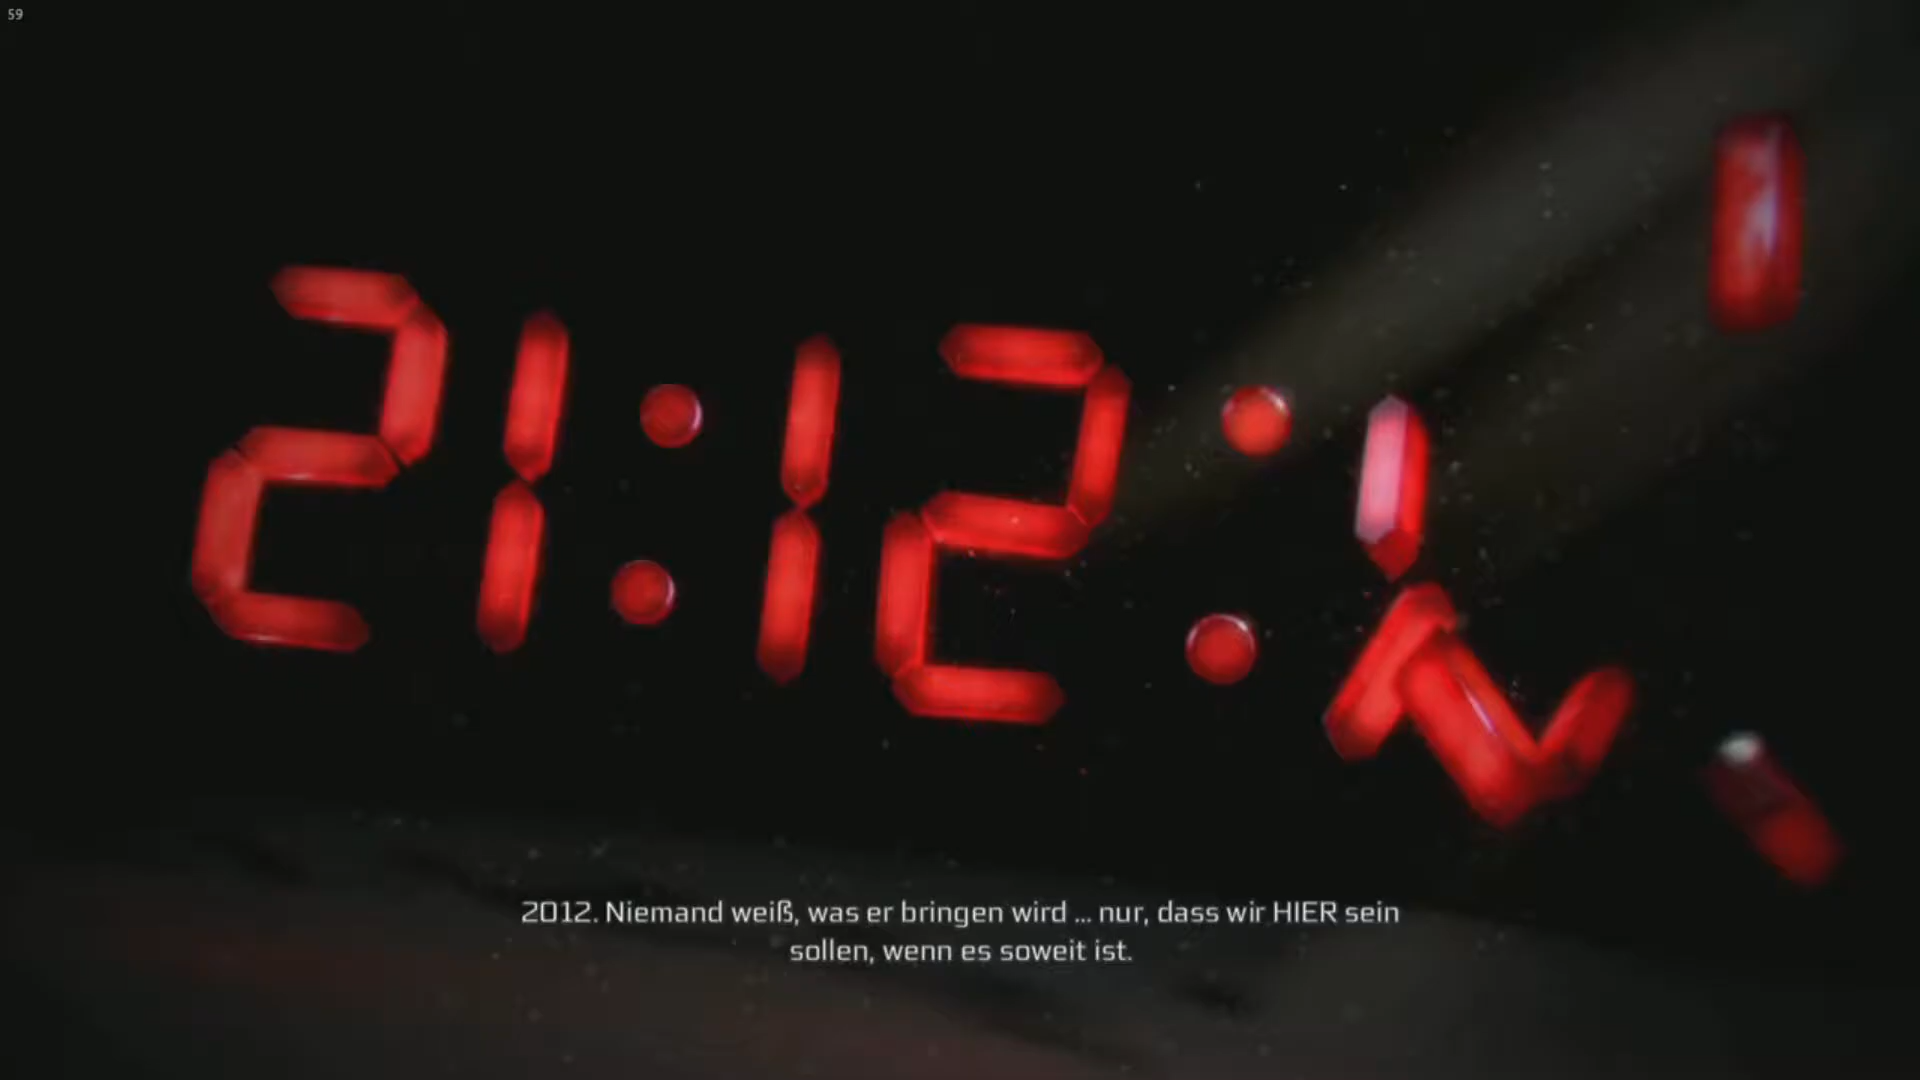 59
21:12:
2012. Niemand weiß, was er bringen wird ... nur, dass wir HIER sein
sollen, wenn es soweit ist.